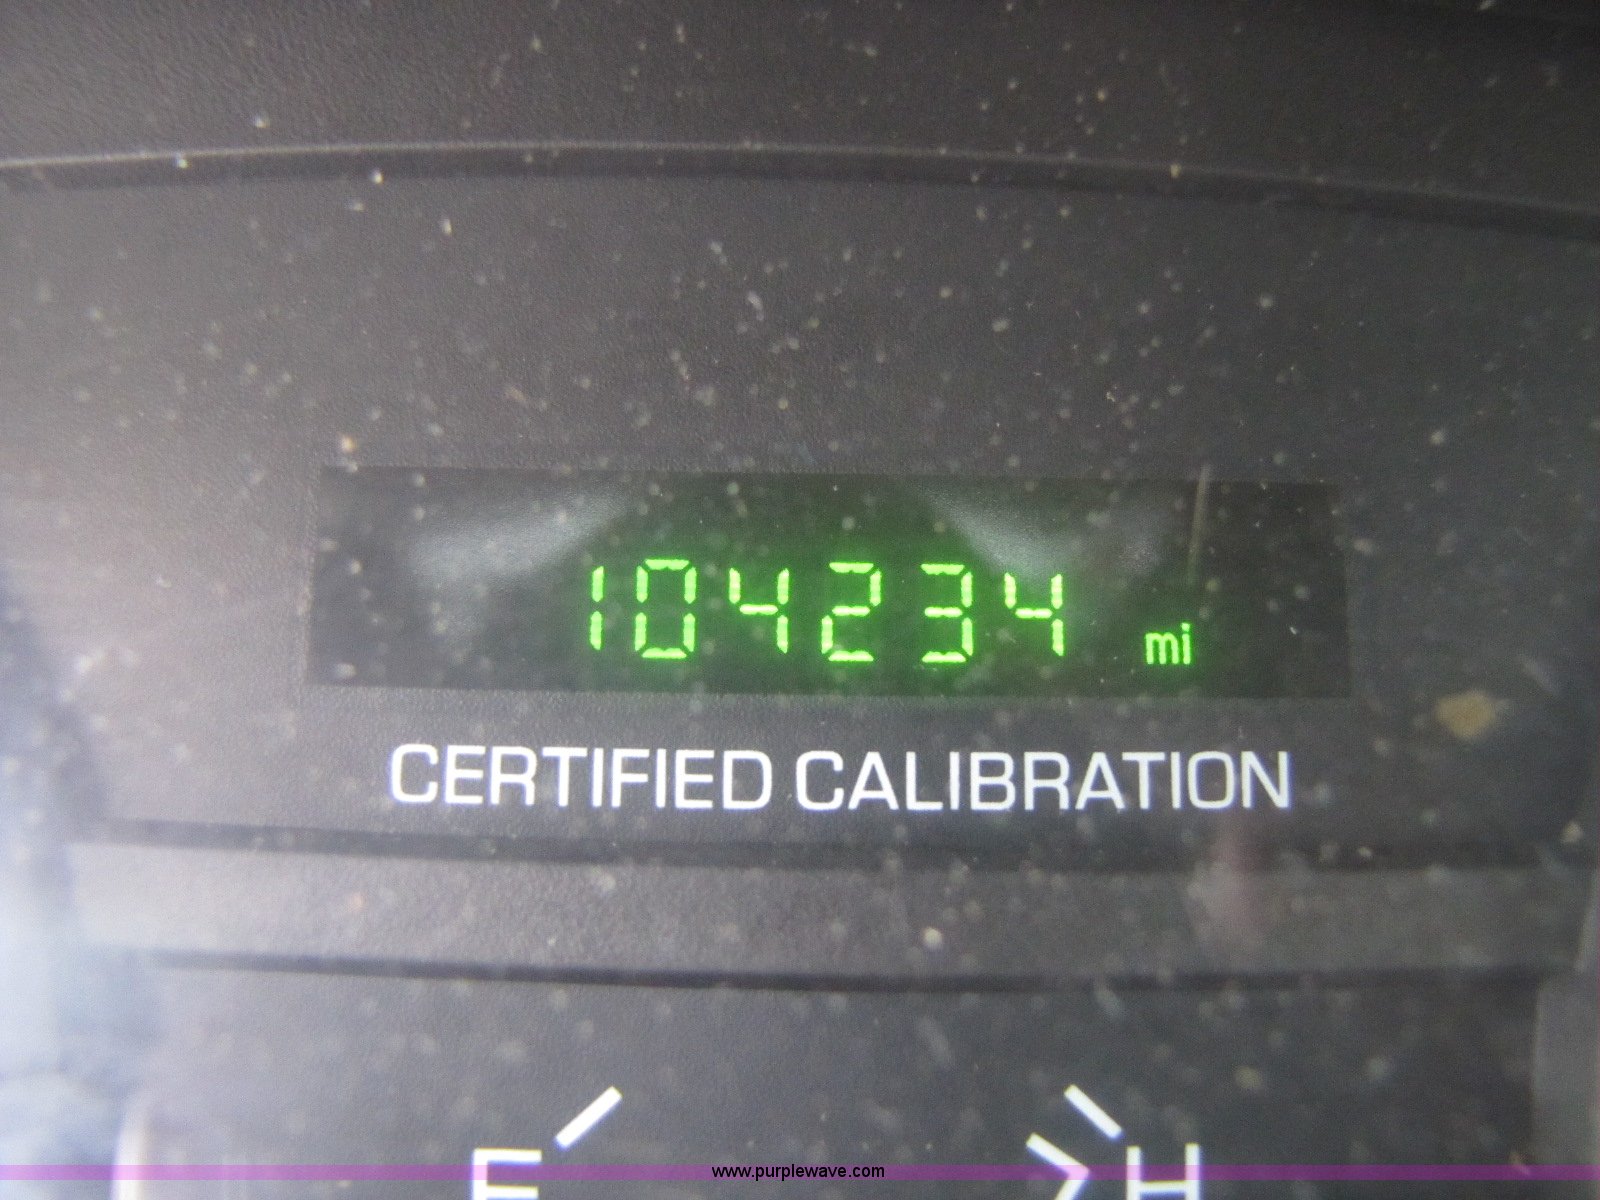 104234 mi
CERTIFIED CALIBRATION
F H
www.purplewave.com